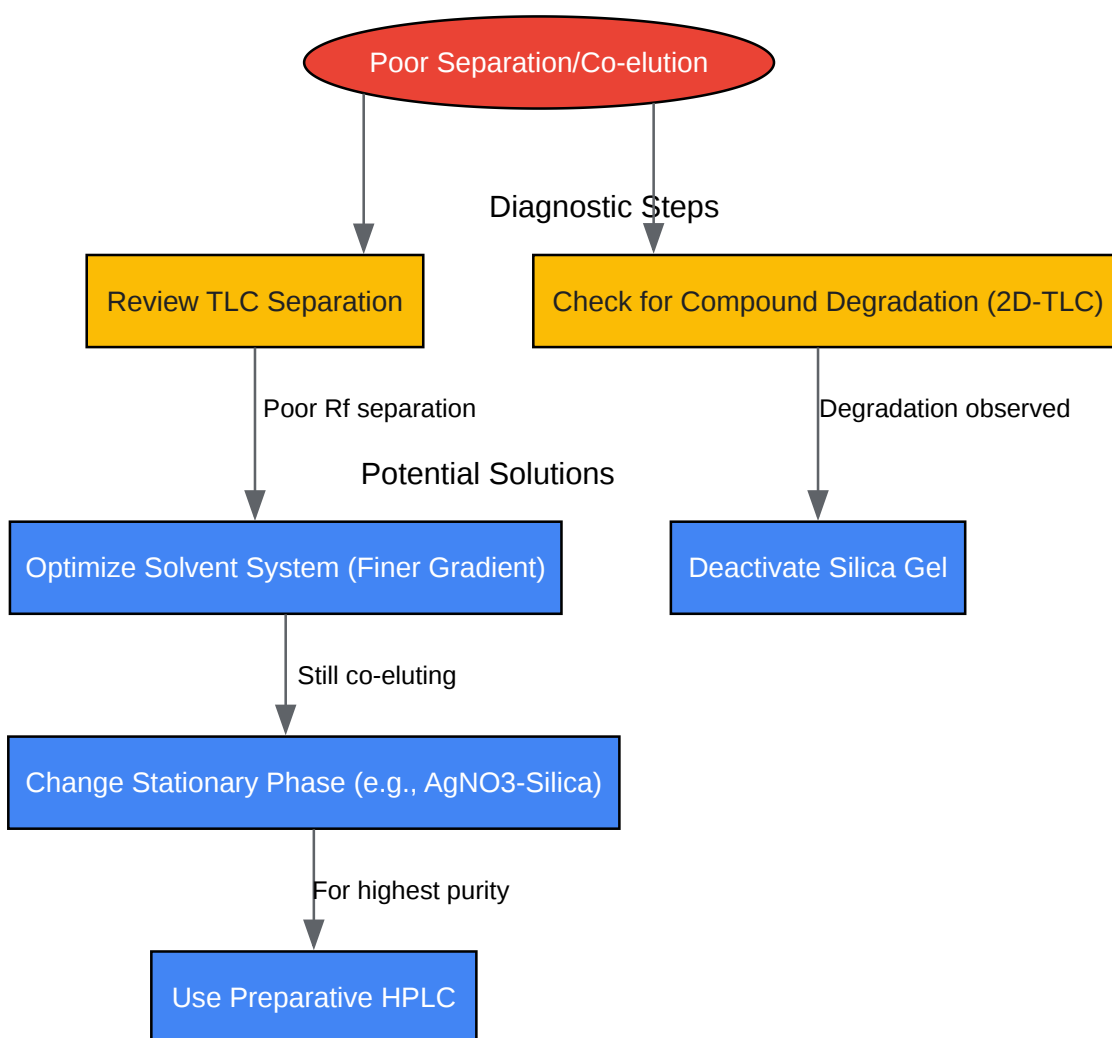 Poor Separation/Co-elution
Diagnostic Steps
Review TLC Separation
Check for Compound Degradation (2D-TLC)
Poor Rf separation
Degradation observed
Potential Solutions
Optimize Solvent System (Finer Gradient)
Deactivate Silica Gel
Still co-eluting
Change Stationary Phase (e.g., AgNO3-Silica)
For highest purity
Use Preparative HPLC